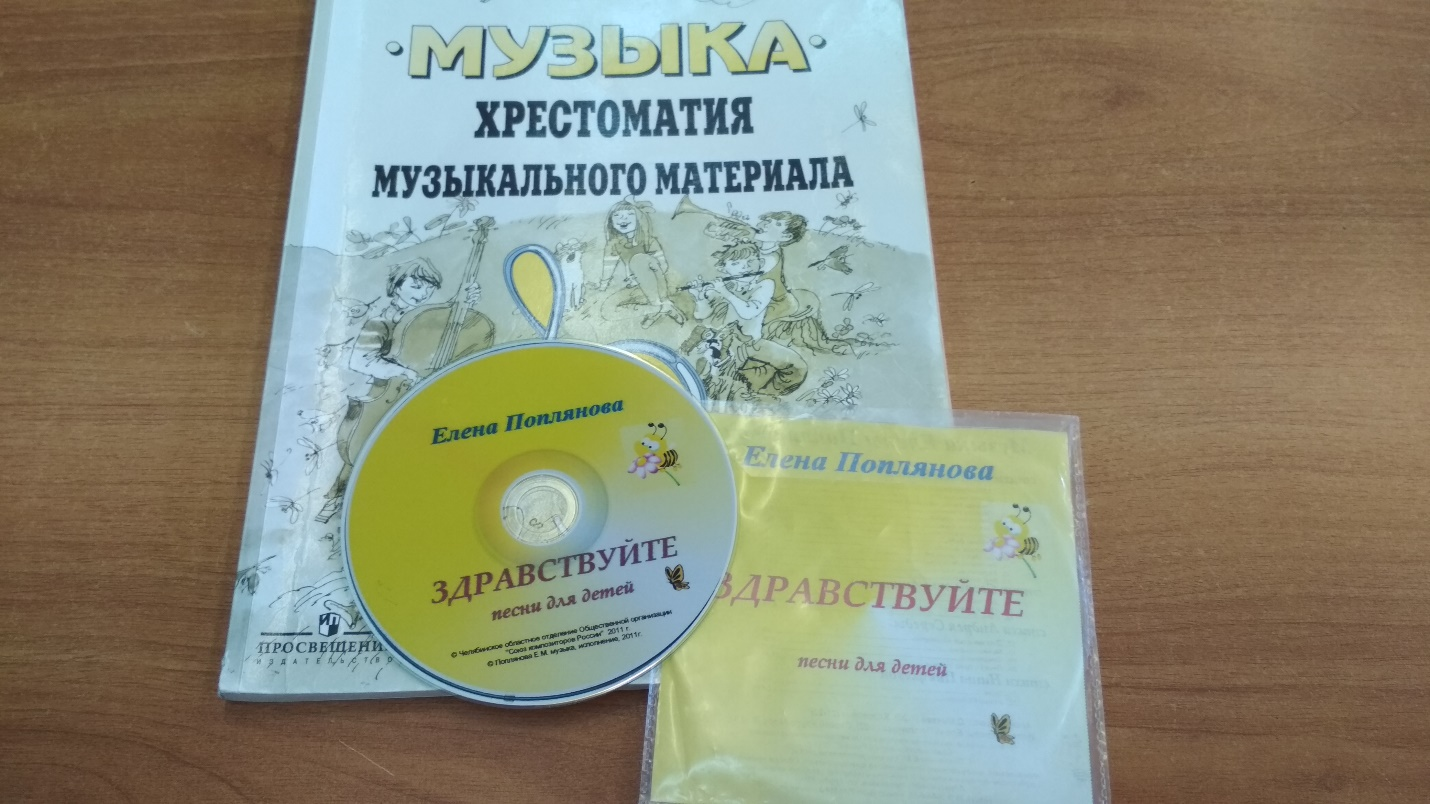 МУЗЫКА
ХРЕСТОМАТИЯ
МУЗЫКАЛЬНОГО МАТЕРИАЛА
ПРОСВЕЩЕНИ
ИЗДАТЕЛЬСТВО
Елена Поплянова
ЗДРАВСТВУЙТЕ
песни для детей
© Челябинское областное отделение Общественной организации
"Союз композиторов России" 2011 г.
© Поплянова Е.М. музыка, исполнение, 2011г.
Елена Поплянова
ЗДРАВСТВУЙТЕ
песни для детей